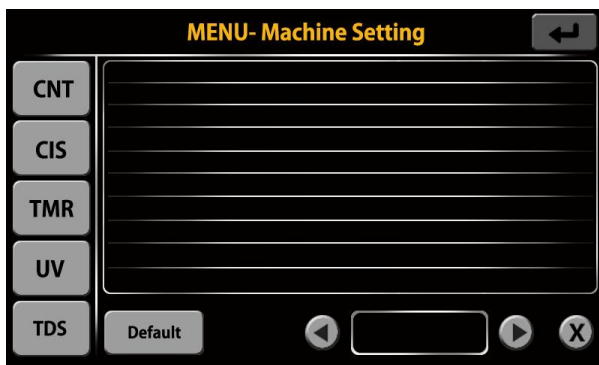 MENU- Machine Setting
CNT
CIS
TMR
UV
TDS
Default
X